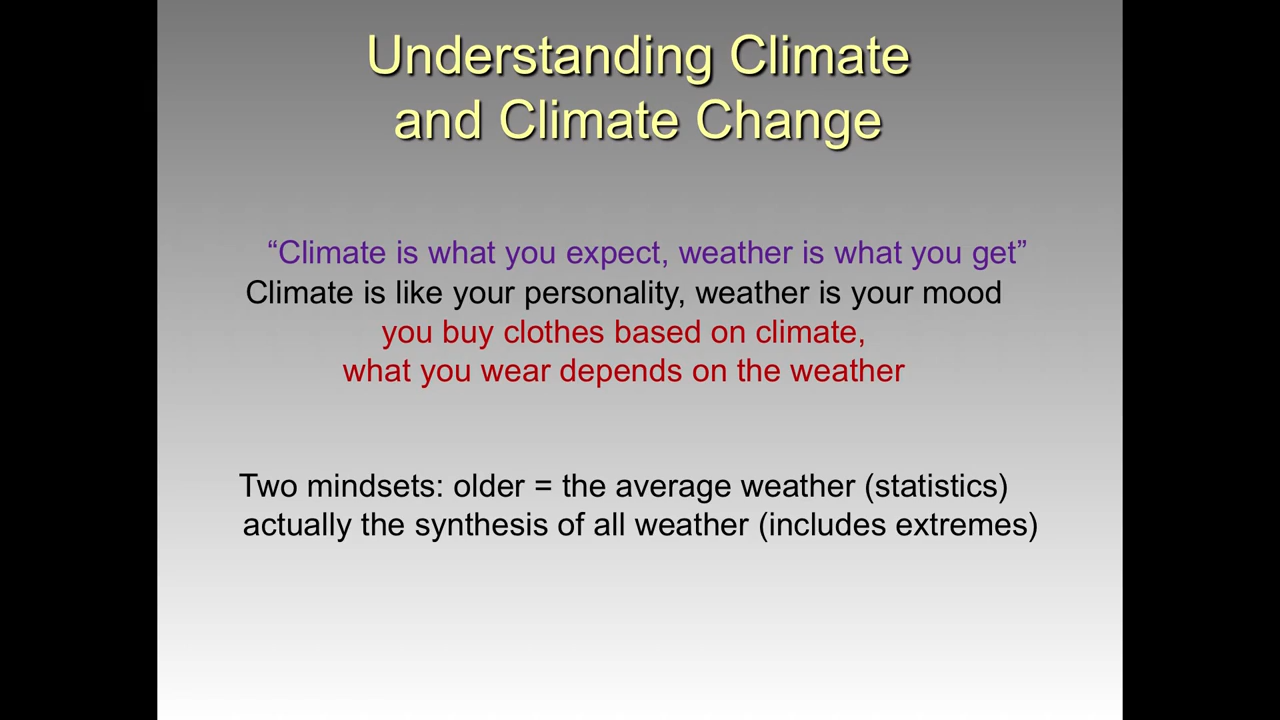 Understanding Climate
and Climate Change
“Climate is what you expect, weather is what you get”
Climate is like your personality, weather is your mood
you buy clothes based on climate,
what you wear depends on the weather
Two mindsets: older = the average weather (statistics)
actually the synthesis of all weather (includes extremes)